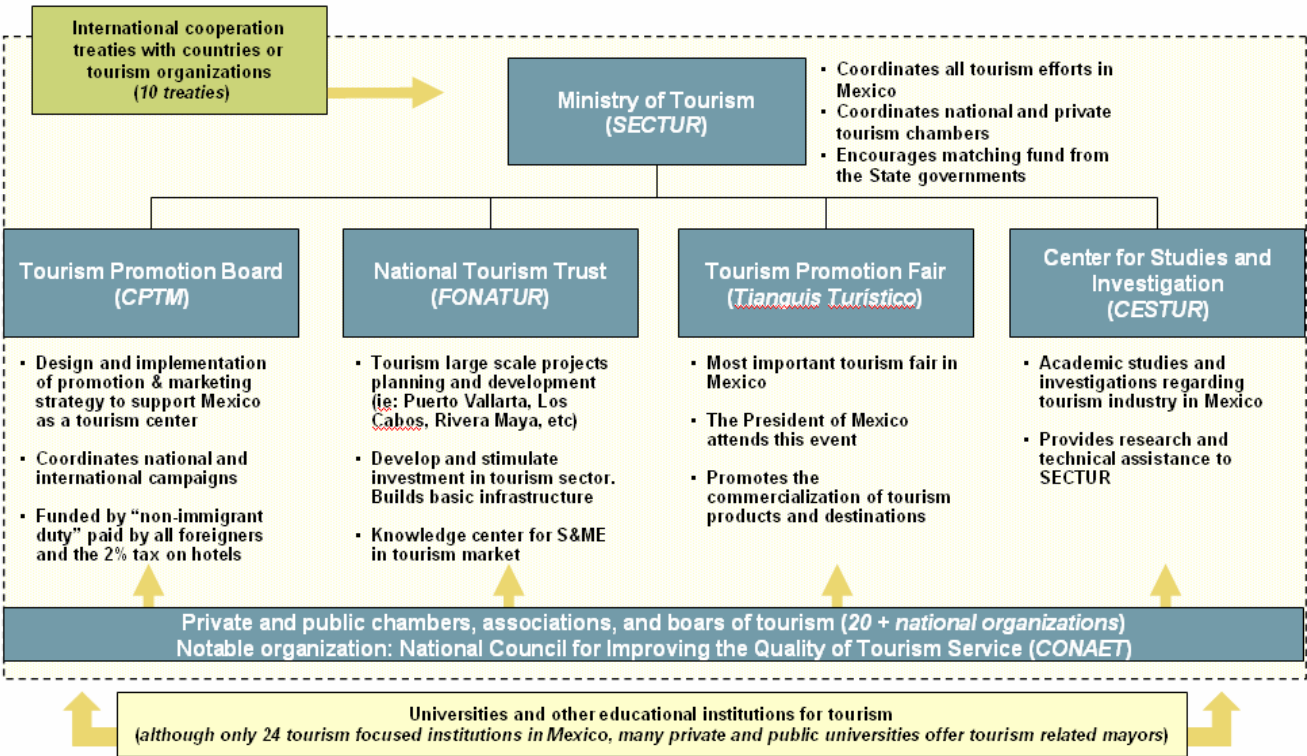 International cooperation
treaties with countries or
tourism organizations
(10 treaties)
Ministry of Tourism
(SECTUR)
▪ Coordinates all tourism efforts in
Mexico
▪ Coordinates national and private
tourism chambers
▪ Encourages matching fund from
the State governments
Tourism Promotion Board
(CPTM)
▪ Design and implementation
of promotion & marketing
strategy to support Mexico
as a tourism center
▪ Coordinates national and
international campaigns
▪ Funded by “non-immigrant
duty” paid by all foreigners
and the 2% tax on hotels
National Tourism Trust
(FONATUR)
▪ Tourism large scale projects
planning and development
(ie: Puerto Vallarta, Los
Cabos, Rivera Maya, etc)
▪ Develop and stimulate
investment in tourism sector.
Builds basic infrastructure
▪ Knowledge center for S&ME
in tourism market
Tourism Promotion Fair
(Tianguis Turístico)
▪ Most important tourism fair in
Mexico
▪ The President of Mexico
attends this event
▪ Promotes the
commercialization of tourism
products and destinations
Center for Studies and
Investigation
(CESTUR)
▪ Academic studies and
investigations regarding
tourism industry in Mexico
▪ Provides research and
technical assistance to
SECTUR
Private and public chambers, associations, and boars of tourism (20 + national organizations)
Notable organization: National Council for Improving the Quality of Tourism Service (CONAET)
Universities and other educational institutions for tourism
(although only 24 tourism focused institutions in Mexico, many private and public universities offer tourism related mayors)